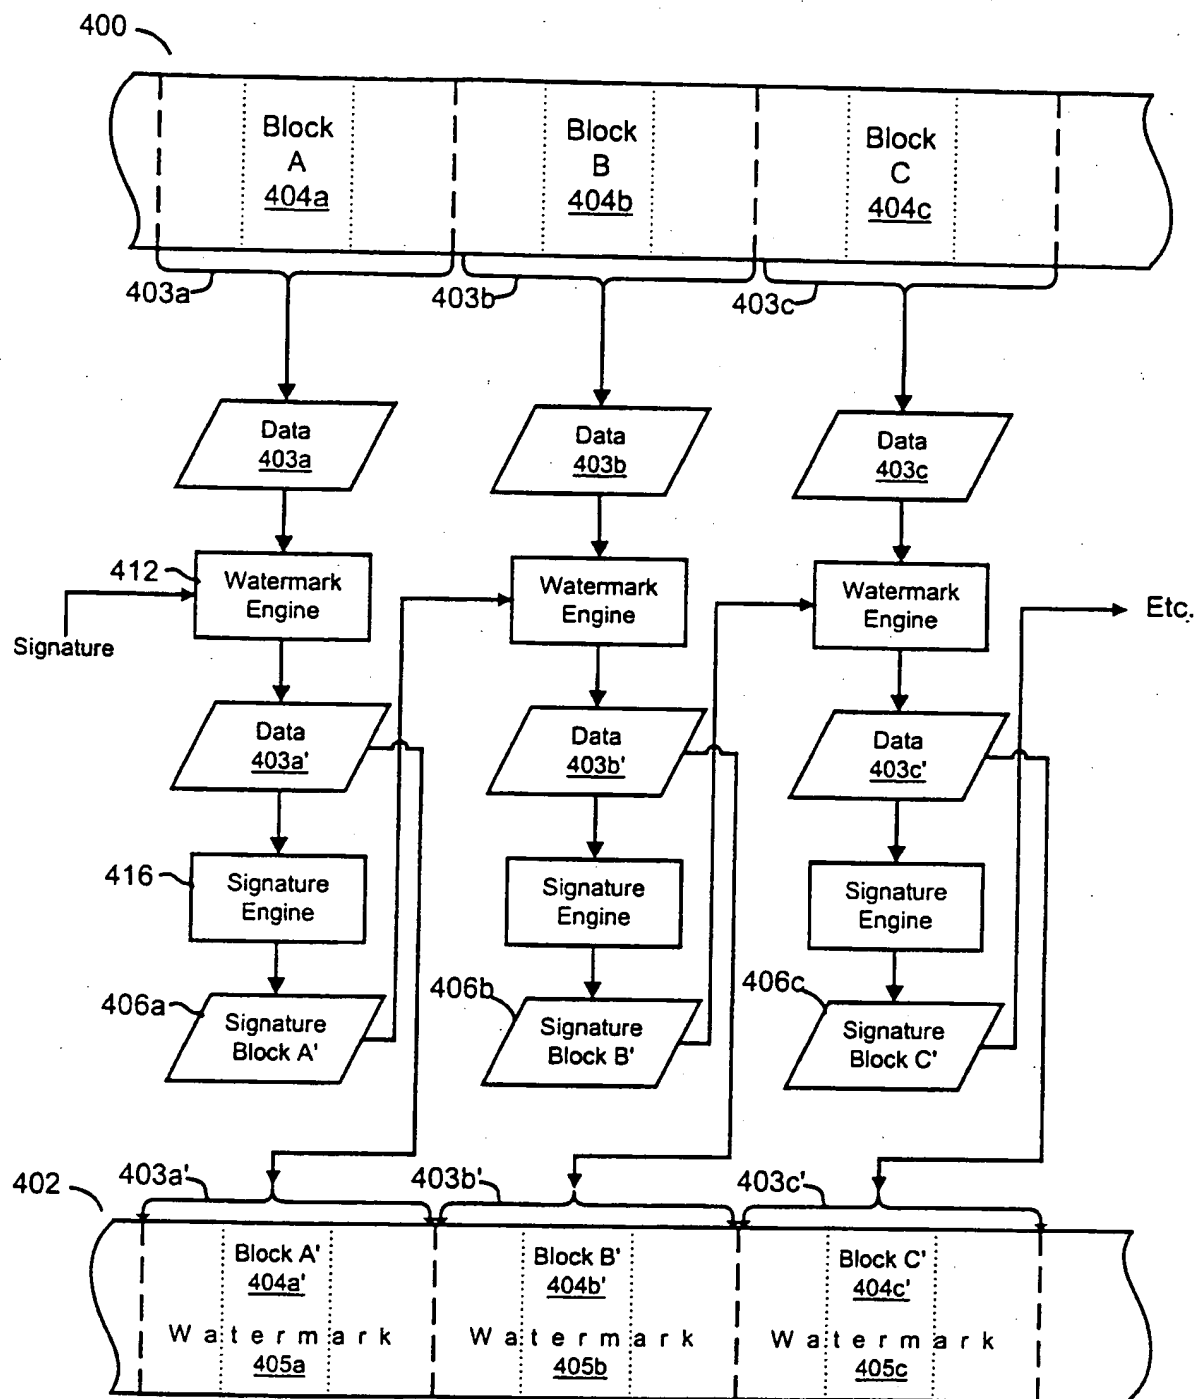 400
Block Block Block
A B C
404a 404b 404c
403a 403b 403c
Data Data Data
403a 403b 403c
412
Watermark Watermark Watermark
Engine Engine Engine
Signature
Etc.
Data Data Data
403a' 403b' 403c'
416
Signature Signature Signature
Engine Engine Engine
406a 406b 406c
Signature Signature Signature
Block A' Block B' Block C'
402
403a' 403b' 403c'
Block A' Block B' Block C'
404a' 404b' 404c'
Watermark Watermark Watermark
405a 405b 405c